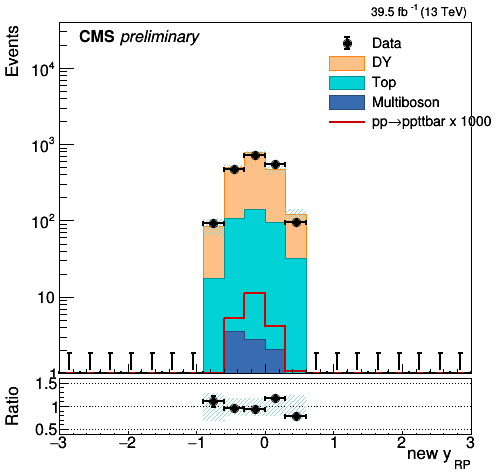 39.5 fb⁻¹ (13 TeV)
CMS preliminary
Events
Data
DY
Top
Multiboson
pp→ppttbar x 1000
10⁴
10³
10²
10
1
Ratio
1.5
1
0.5
−3 −2 −1 0 1 2 3
new y_RP